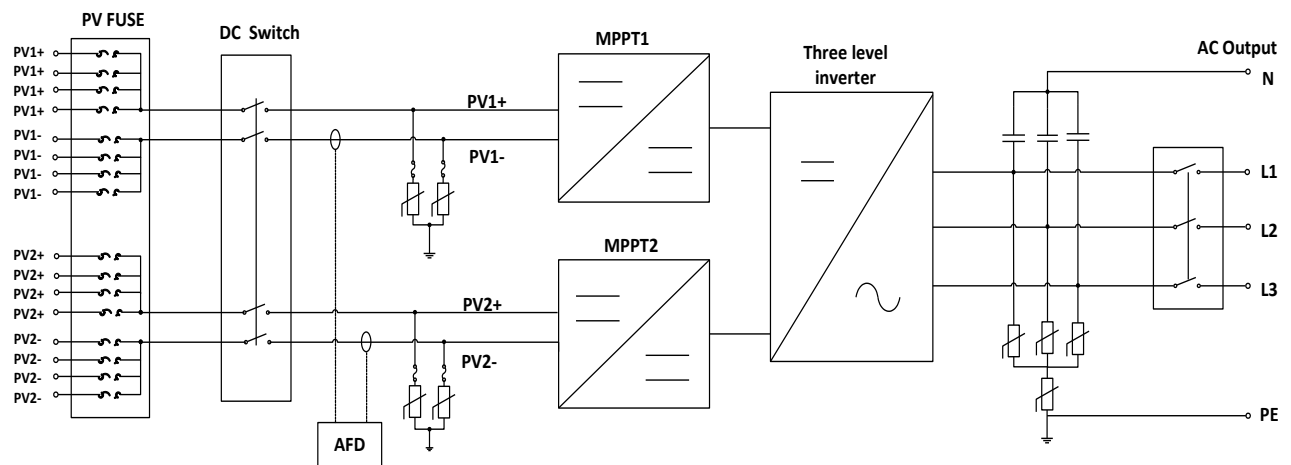 PV FUSE
DC Switch
MPPT1
Three level
inverter
AC Output
N
PV1+
PV1+
PV1+
PV1+
PV1-
PV1-
PV1-
PV1-
PV1+
PV1-
L1
L2
L3
MPPT2
PV2+
PV2+
PV2+
PV2+
PV2-
PV2-
PV2-
PV2-
PV2+
PV2-
AFD
PE